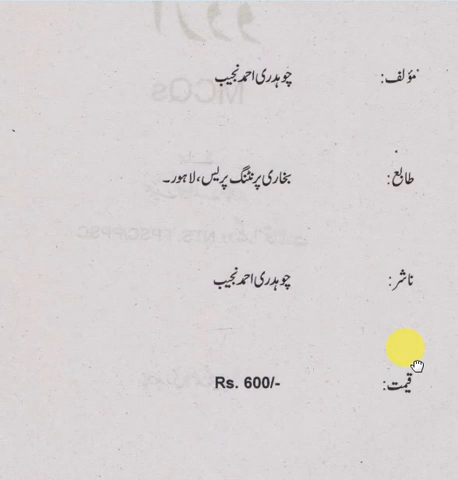 مؤلف: چوہدری احمد نجیب
طابع: بخاری پرنٹنگ پریس، لاہور۔
ناشر: چوہدری احمد نجیب
قیمت: Rs. 600/-